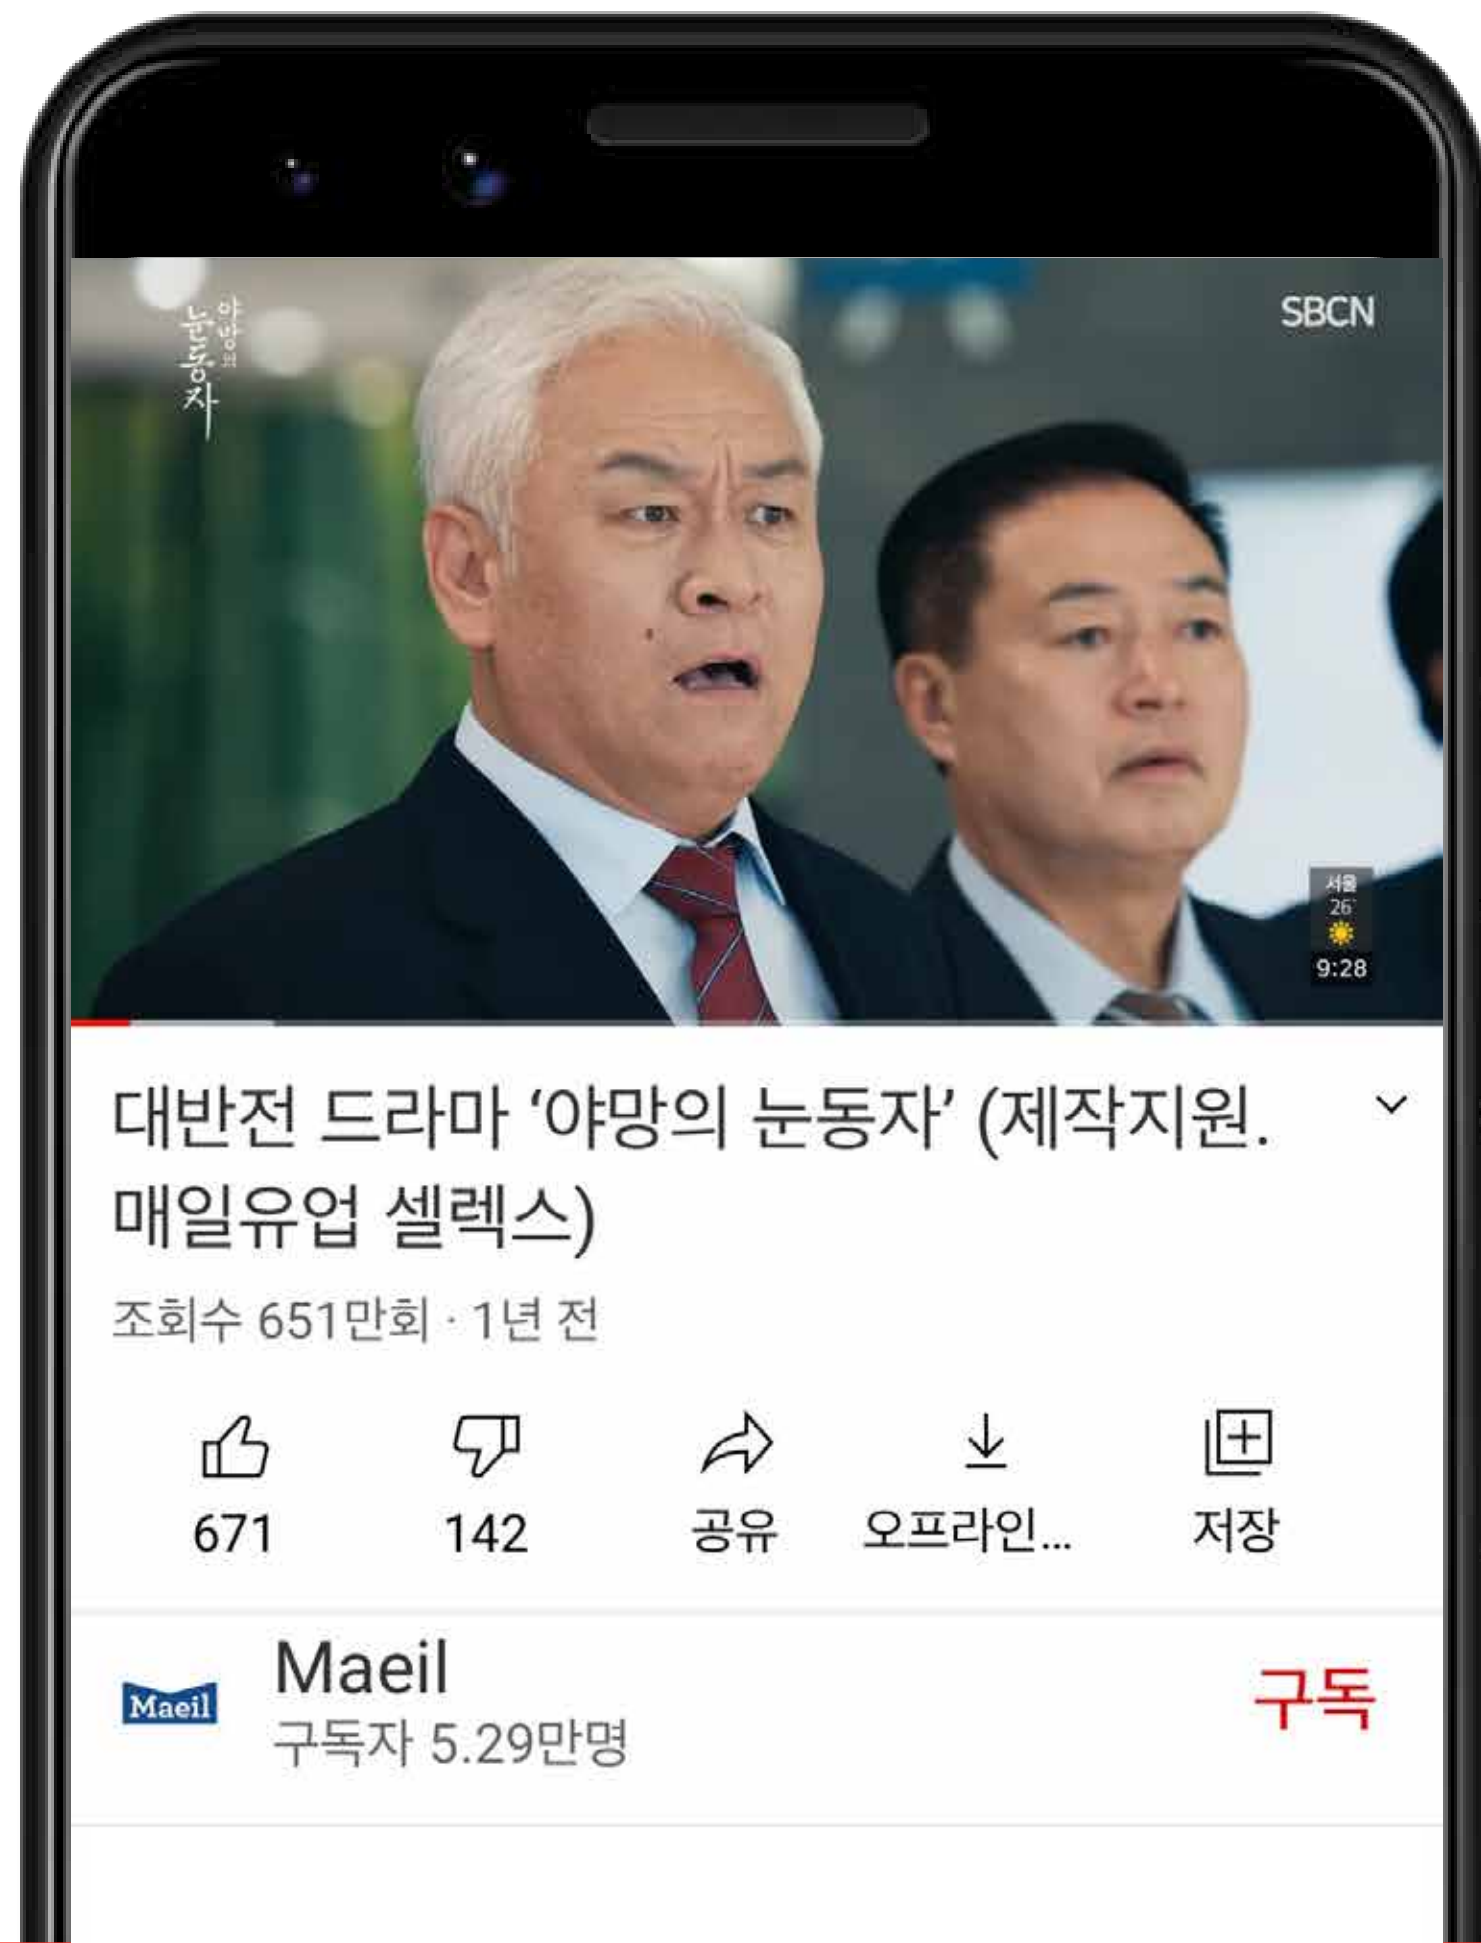 야망의
눈동자
SBCN
서울
26°
9:28
대반전 드라마 ‘야망의 눈동자’ (제작지원.
매일유업 셀렉스)
조회수 651만회 · 1년 전
671
142
공유
오프라인...
저장
Maeil
Maeil
구독자 5.29만명
구독